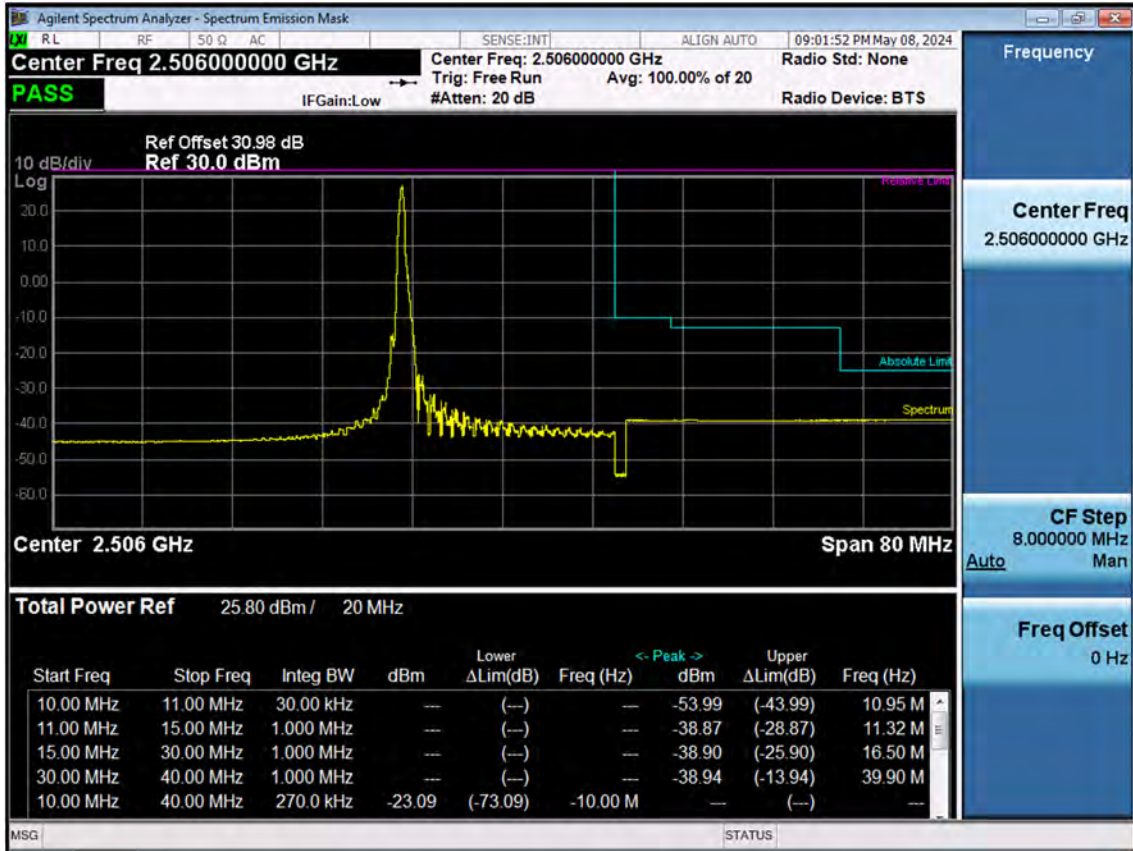 Agilent Spectrum Analyzer - Spectrum Emission Mask
LXI RL RF 50 Ω AC SENSE:INT ALIGN AUTO 09:01:52 PM May 08, 2024
Center Freq 2.506000000 GHz
PASS
IFGain:Low
Center Freq: 2.506000000 GHz
Trig: Free Run Avg: 100.00% of 20
#Atten: 20 dB
Radio Std: None
Radio Device: BTS
Ref Offset 30.98 dB
10 dB/div Ref 30.0 dBm
Log
Relative Limit
20.0
10.0
0.00
-10.0
-20.0
Absolute Limit
-30.0
Spectrum
-40.0
-50.0
-60.0
Center 2.506 GHz Span 80 MHz
Total Power Ref 25.80 dBm / 20 MHz
Lower <- Peak -> Upper
Start Freq Stop Freq Integ BW dBm ΔLim(dB) Freq (Hz) dBm ΔLim(dB) Freq (Hz)
10.00 MHz 11.00 MHz 30.00 kHz --- (---) --- -53.99 (-43.99) 10.95 M
11.00 MHz 15.00 MHz 1.000 MHz --- (---) --- -38.87 (-28.87) 11.32 M
15.00 MHz 30.00 MHz 1.000 MHz --- (---) --- -38.90 (-25.90) 16.50 M
30.00 MHz 40.00 MHz 1.000 MHz --- (---) --- -38.94 (-13.94) 39.90 M
10.00 MHz 40.00 MHz 270.0 kHz -23.09 (-73.09) -10.00 M --- (---) ---
MSG STATUS
Frequency
Center Freq
2.506000000 GHz
CF Step
8.000000 MHz
Auto Man
Freq Offset
0 Hz